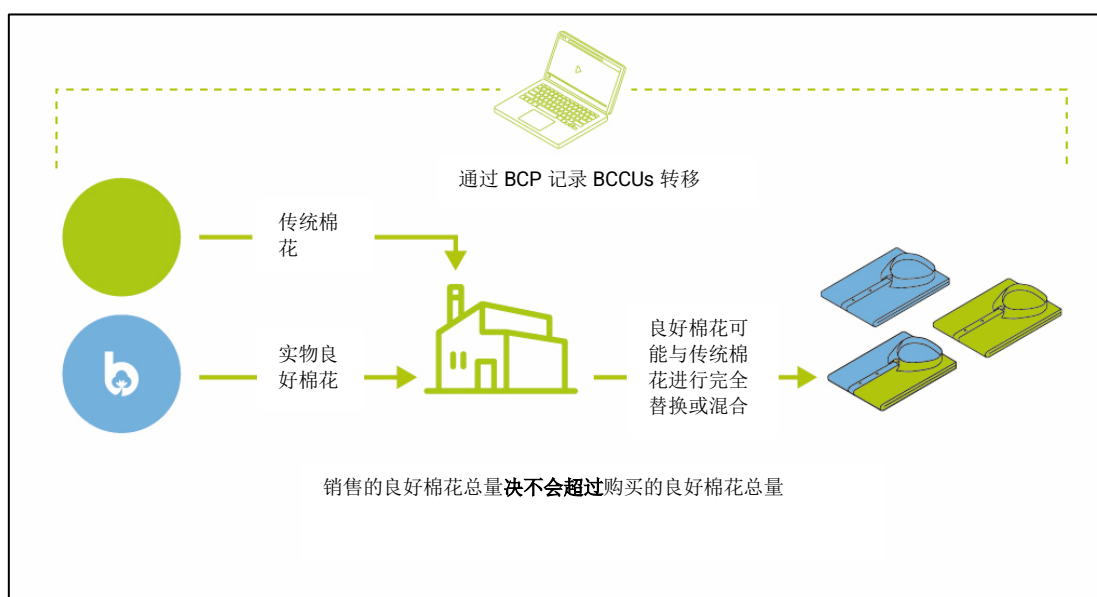 通过 BCP 记录 BCCUs 转移
传统棉
花
实物良
好棉花
良好棉花可
能与传统棉
花进行完全
替换或混合
b
销售的良好棉花总量决不会超过购买的良好棉花总量